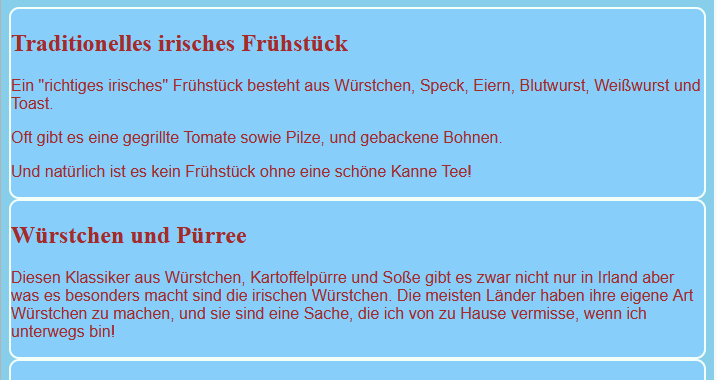 Traditionelles irisches Frühstück
Ein "richtiges irisches" Frühstück besteht aus Würstchen, Speck, Eiern, Blutwurst, Weißwurst und
Toast.
Oft gibt es eine gegrillte Tomate sowie Pilze, und gebackene Bohnen.
Und natürlich ist es kein Frühstück ohne eine schöne Kanne Tee!
Würstchen und Pürree
Diesen Klassiker aus Würstchen, Kartoffelpürre und Soße gibt es zwar nicht nur in Irland aber
was es besonders macht sind die irischen Würstchen. Die meisten Länder haben ihre eigene Art
Würstchen zu machen, und sie sind eine Sache, die ich von zu Hause vermisse, wenn ich
unterwegs bin!